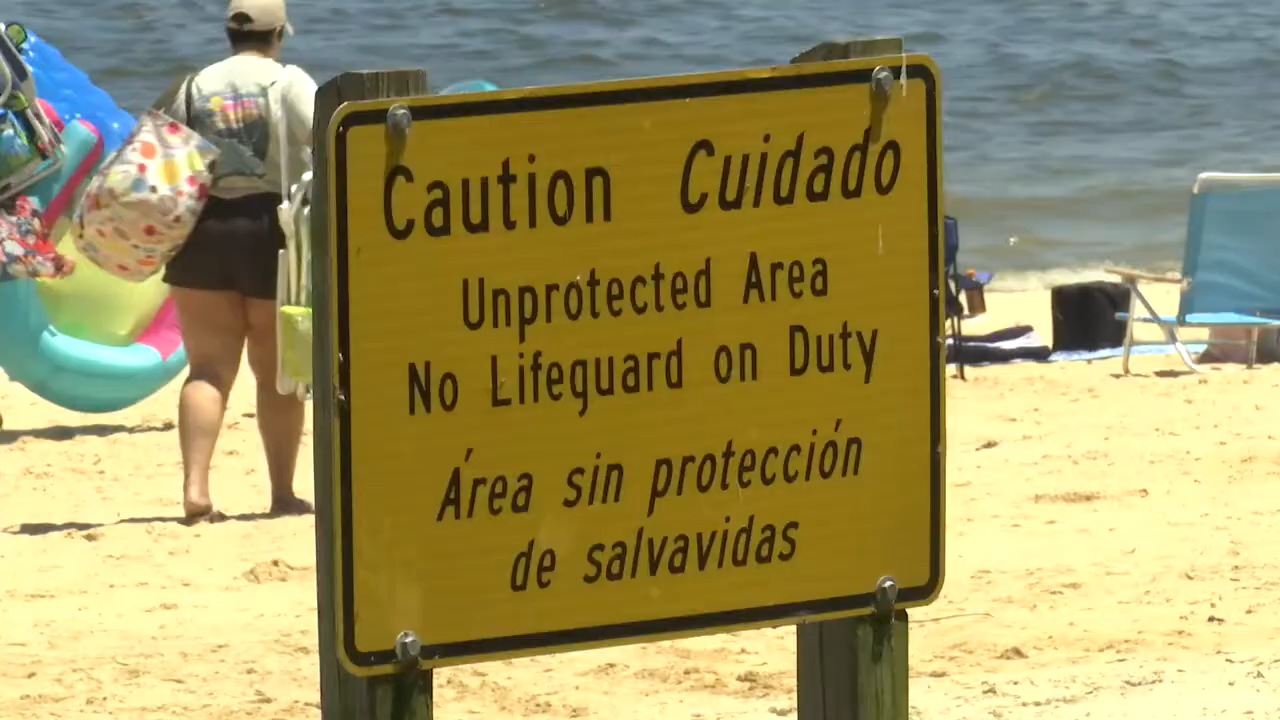 Caution Cuidado
Unprotected Area
No Lifeguard on Duty
Área sin protección
de salvavidas